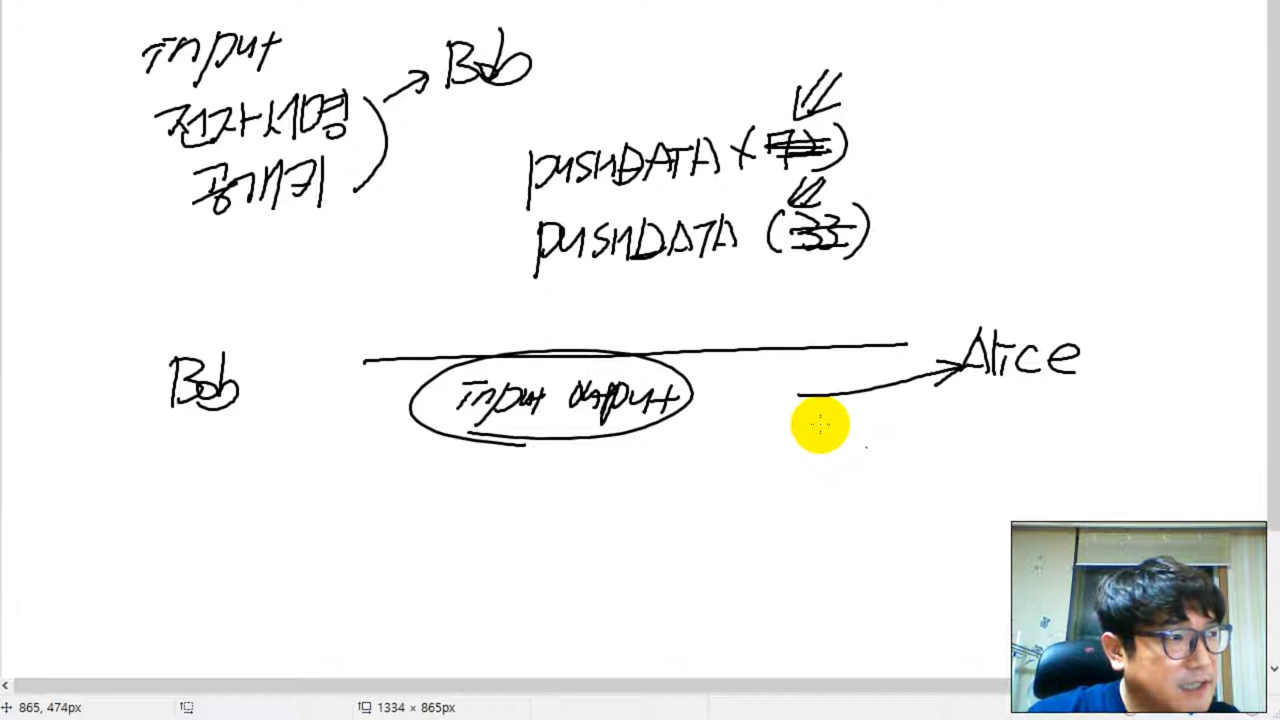 input
전자서명
공개키
Bob
pushDATA (72)
pushDATA (33)
Bob
input output
Alice
865, 474px
1334 × 865px